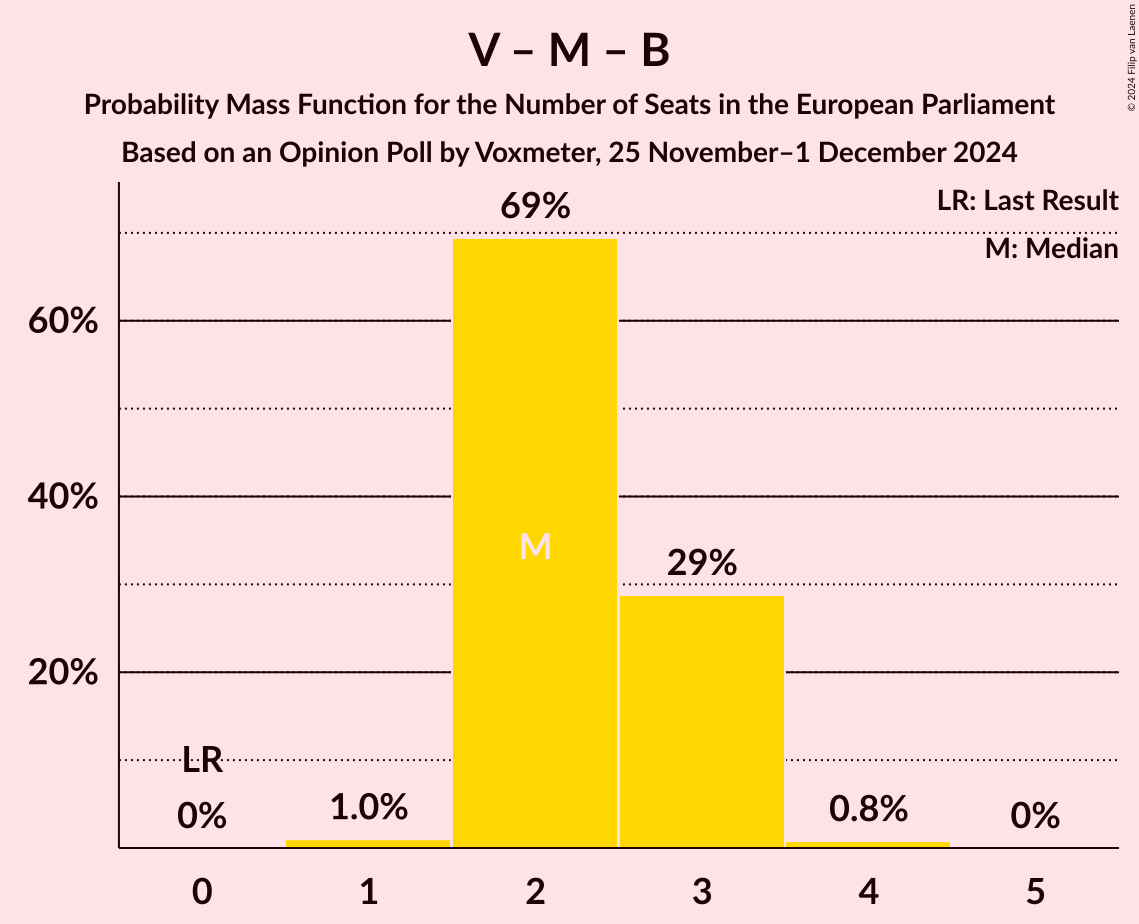 V – M – B
Probability Mass Function for the Number of Seats in the European Parliament
Based on an Opinion Poll by Voxmeter, 25 November–1 December 2024
© 2024 Filip van Laenen
LR: Last Result
M: Median
69%
60%
40%
M
29%
20%
LR
0%
1.0%
0.8%
0%
0
1
2
3
4
5